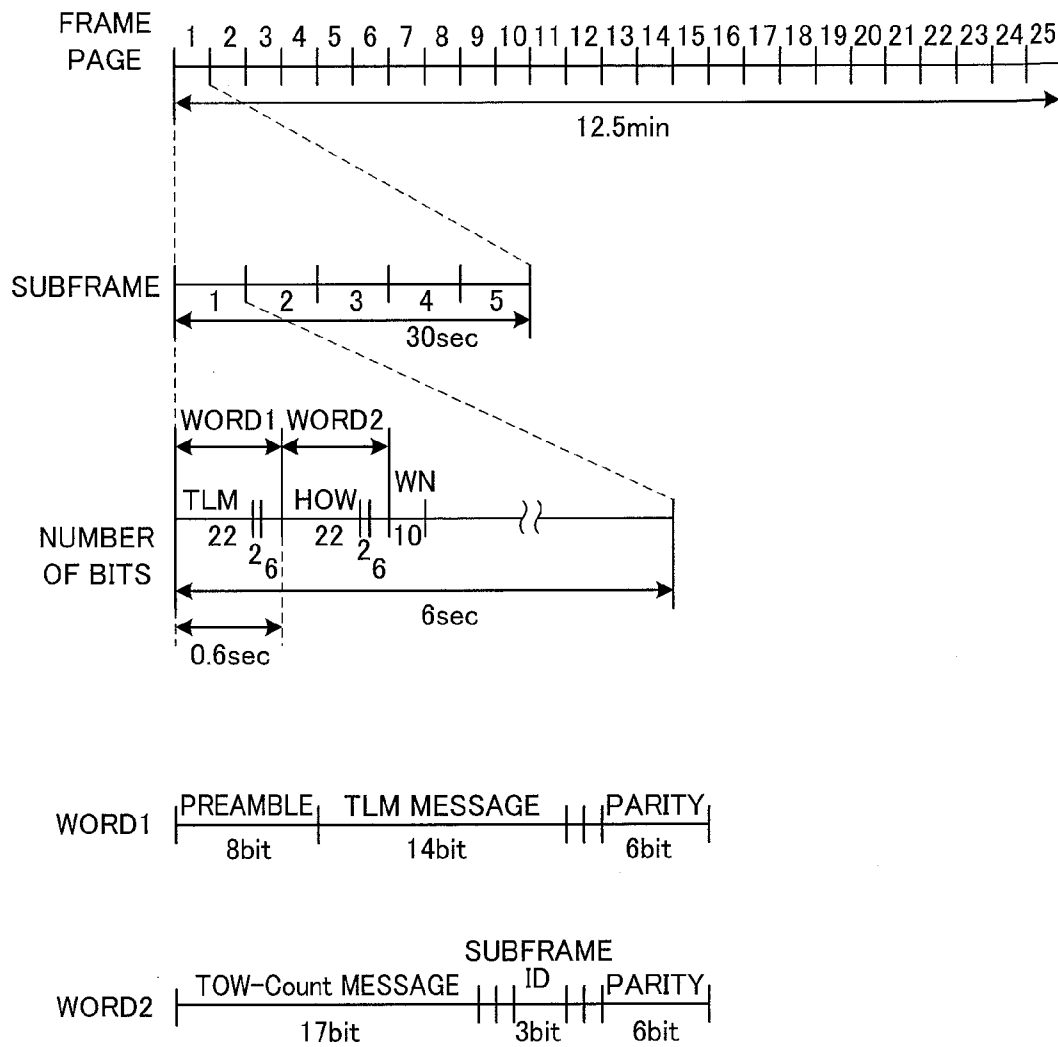 FRAME PAGE 1 2 3 4 5 6 7 8 9 10 11 12 13 14 15 16 17 18 19 20 21 22 23 24 25
12.5min
SUBFRAME 1 2 3 4 5
30sec
WORD1 WORD2
TLM HOW WN
NUMBER OF BITS 22 2 6 22 2 6 10
6sec
0.6sec
WORD1 PREAMBLE TLM MESSAGE PARITY
8bit 14bit 6bit
SUBFRAME
WORD2 TOW-Count MESSAGE ID PARITY
17bit 3bit 6bit